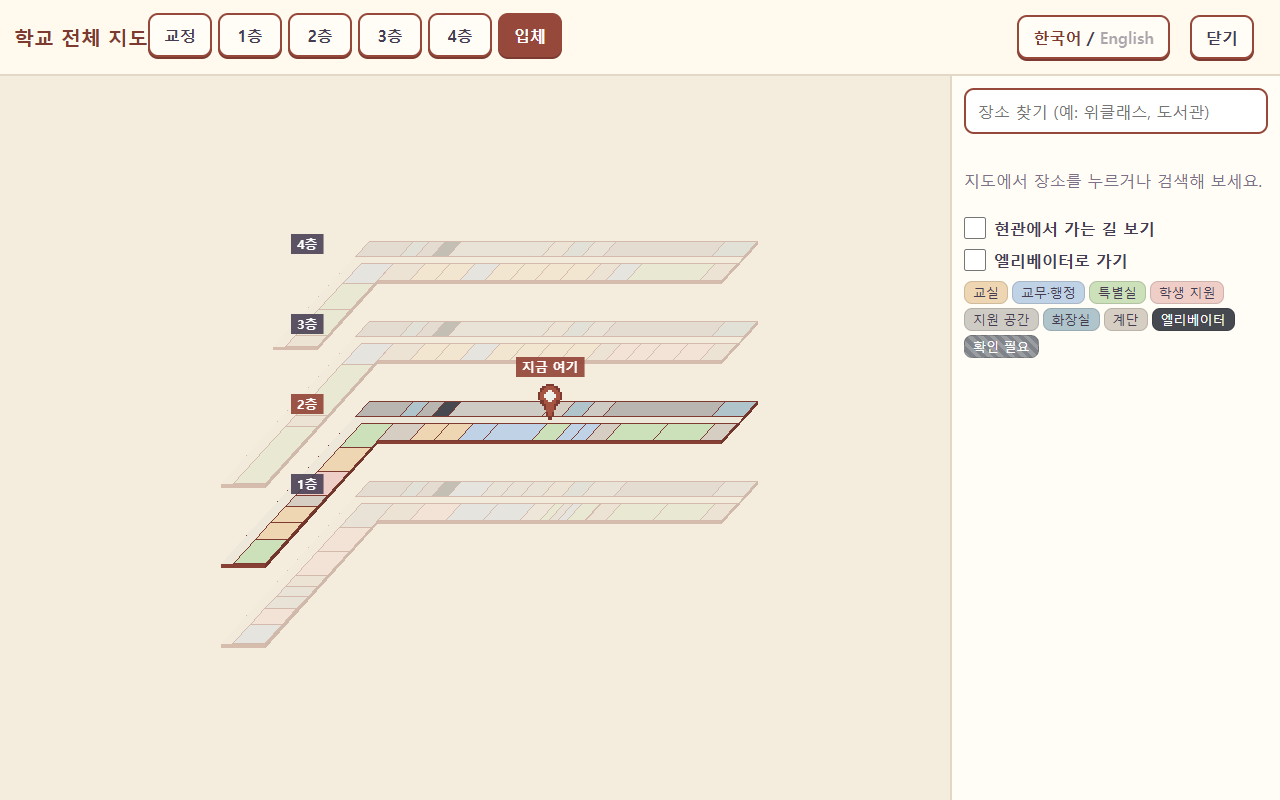 학교 전체 지도 교정 1층 2층 3층 4층 입체 한국어 / English 닫기
장소 찾기 (예: 위클래스, 도서관)
지도에서 장소를 누르거나 검색해 보세요.
현관에서 가는 길 보기
엘리베이터로 가기
교실 교무·행정 특별실 학생 지원
지원 공간 화장실 계단 엘리베이터
확인 필요
4층
3층
지금 여기
2층
1층